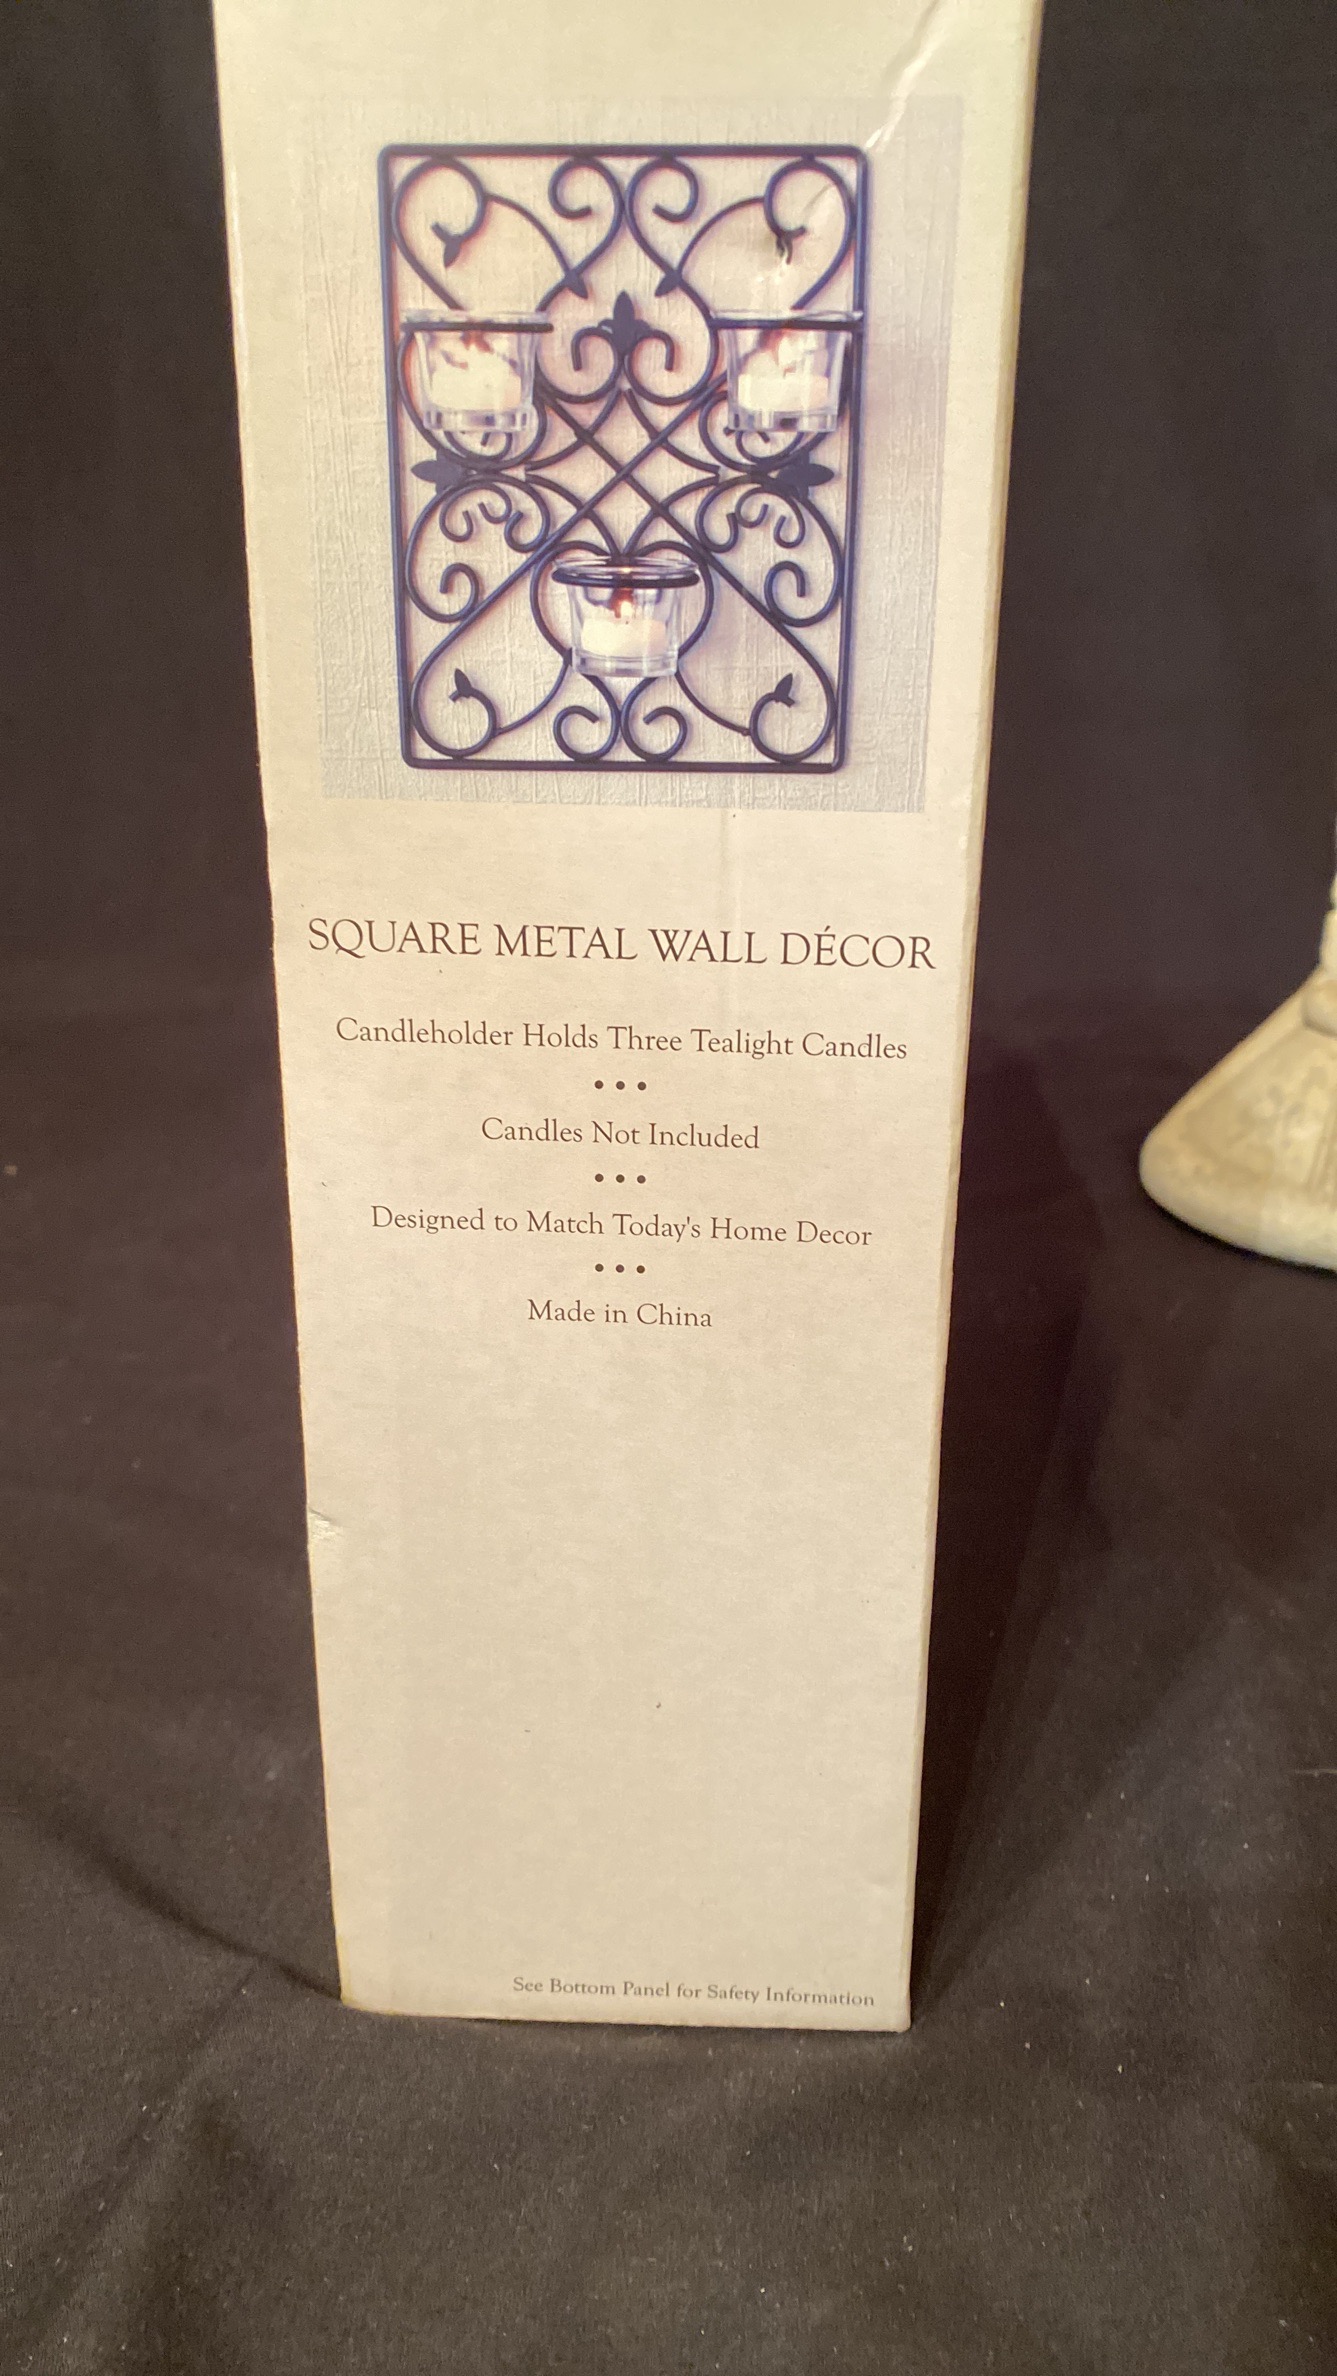 SQUARE METAL WALL DÉCOR
Candleholder Holds Three Tealight Candles
• • •
Candles Not Included
• • •
Designed to Match Today's Home Decor
• • •
Made in China
See Bottom Panel for Safety Information